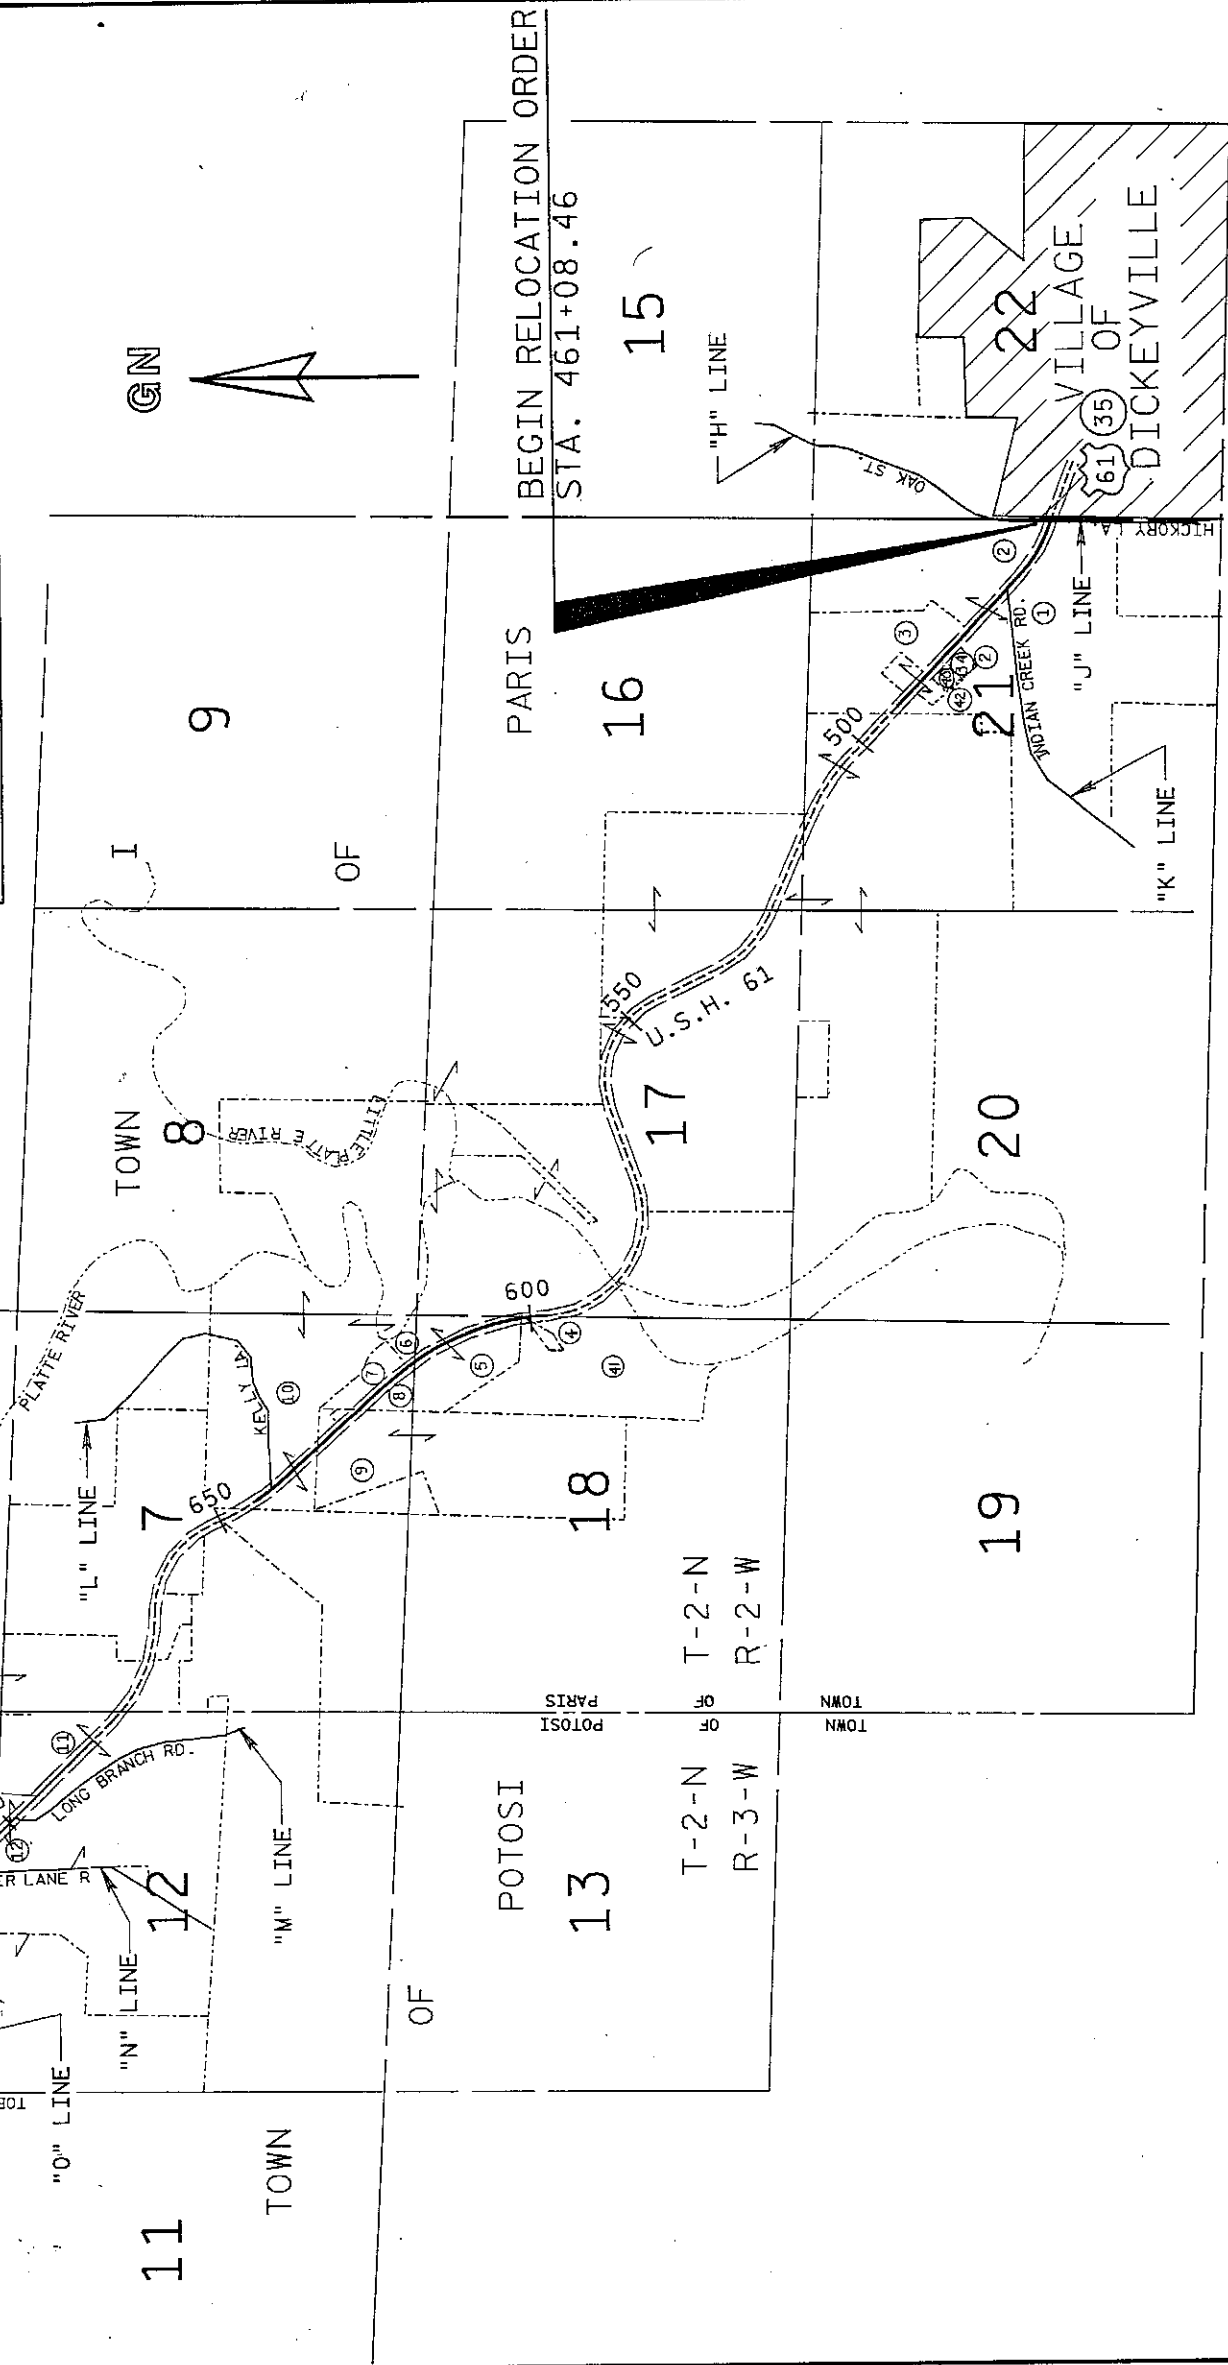 GN
BEGIN RELOCATION ORDER
STA. 461+08.46
11
12
7
8
9
TOWN
OF
POTOSI
TOWN
OF
PARIS
13
18
17
16
15
19
20
21
22
I
PLATTE RIVER
LITTLE PLATTE RIVER
"O" LINE
"N" LINE
"M" LINE
"L" LINE
"H" LINE
"J" LINE
"K" LINE
LONG BRANCH RD.
LANE
KELLY LA.
OAK ST.
HICKORY LA.
INDIAN CREEK RD.
U.S.H. 61
650
600
550
500
12
11
10
9
8
7
6
5
4
41
3
2
2
1
42
34
T-2-N
R-3-W
T-2-N
R-2-W
TOWN OF POTOSI
TOWN OF PARIS
VILLAGE
OF
DICKEYVILLE
61
35